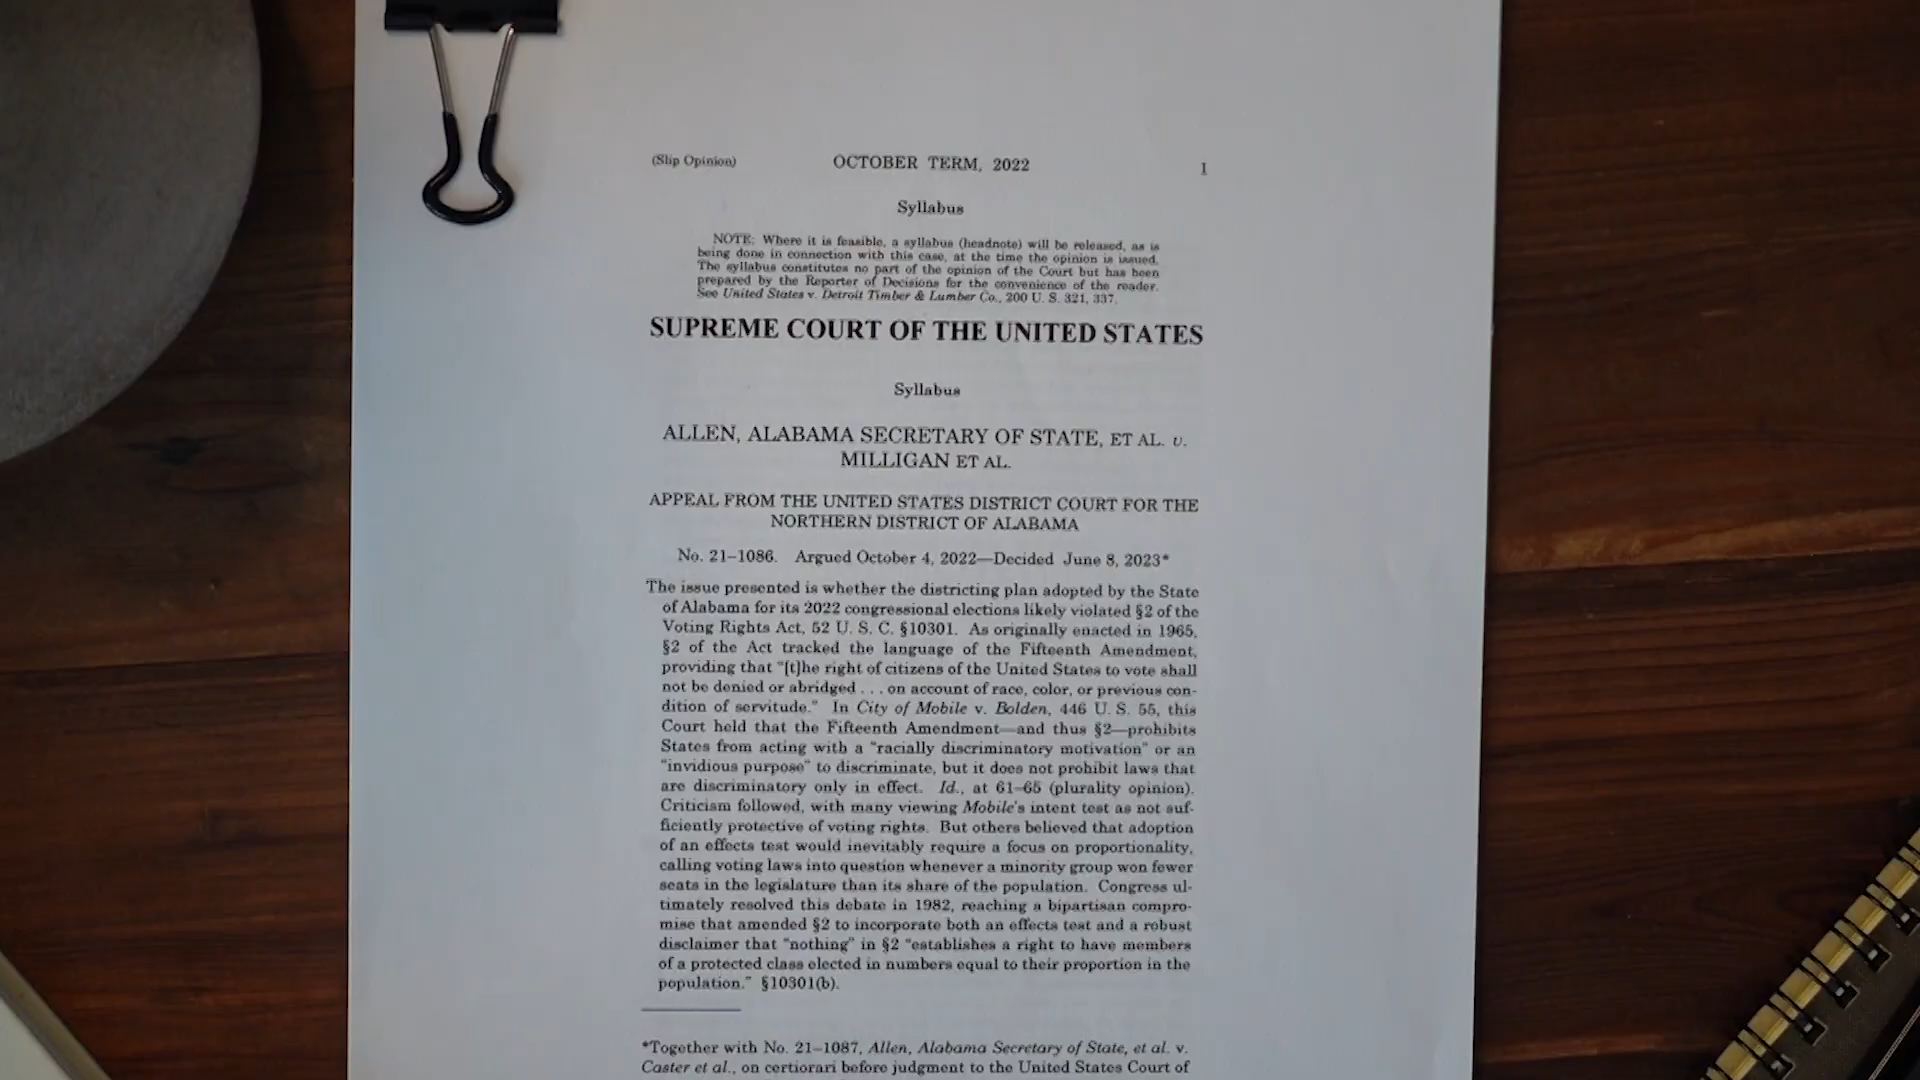 (Slip Opinion) OCTOBER TERM, 2022 1
Syllabus
NOTE: Where it is feasible, a syllabus (headnote) will be released, as is
being done in connection with this case, at the time the opinion is issued.
The syllabus constitutes no part of the opinion of the Court but has been
prepared by the Reporter of Decisions for the convenience of the reader.
See United States v. Detroit Timber & Lumber Co., 200 U. S. 321, 337.
SUPREME COURT OF THE UNITED STATES
Syllabus
ALLEN, ALABAMA SECRETARY OF STATE, ET AL. v.
MILLIGAN ET AL.
APPEAL FROM THE UNITED STATES DISTRICT COURT FOR THE
NORTHERN DISTRICT OF ALABAMA
No. 21–1086. Argued October 4, 2022—Decided June 8, 2023*
The issue presented is whether the districting plan adopted by the State
of Alabama for its 2022 congressional elections likely violated §2 of the
Voting Rights Act, 52 U. S. C. §10301. As originally enacted in 1965,
§2 of the Act tracked the language of the Fifteenth Amendment,
providing that “[t]he right of citizens of the United States to vote shall
not be denied or abridged . . . on account of race, color, or previous con-
dition of servitude.” In City of Mobile v. Bolden, 446 U. S. 55, this
Court held that the Fifteenth Amendment—and thus §2—prohibits
States from acting with a “racially discriminatory motivation” or an
“invidious purpose” to discriminate, but it does not prohibit laws that
are discriminatory only in effect. Id., at 61–65 (plurality opinion).
Criticism followed, with many viewing Mobile’s intent test as not suf-
ficiently protective of voting rights. But others believed that adoption
of an effects test would inevitably require a focus on proportionality,
calling voting laws into question whenever a minority group won fewer
seats in the legislature than its share of the population. Congress ul-
timately resolved this debate in 1982, reaching a bipartisan compro-
mise that amended §2 to incorporate both an effects test and a robust
disclaimer that “nothing” in §2 “establishes a right to have members
of a protected class elected in numbers equal to their proportion in the
population.” §10301(b).
*Together with No. 21–1087, Allen, Alabama Secretary of State, et al. v.
Caster et al., on certiorari before judgment to the United States Court of